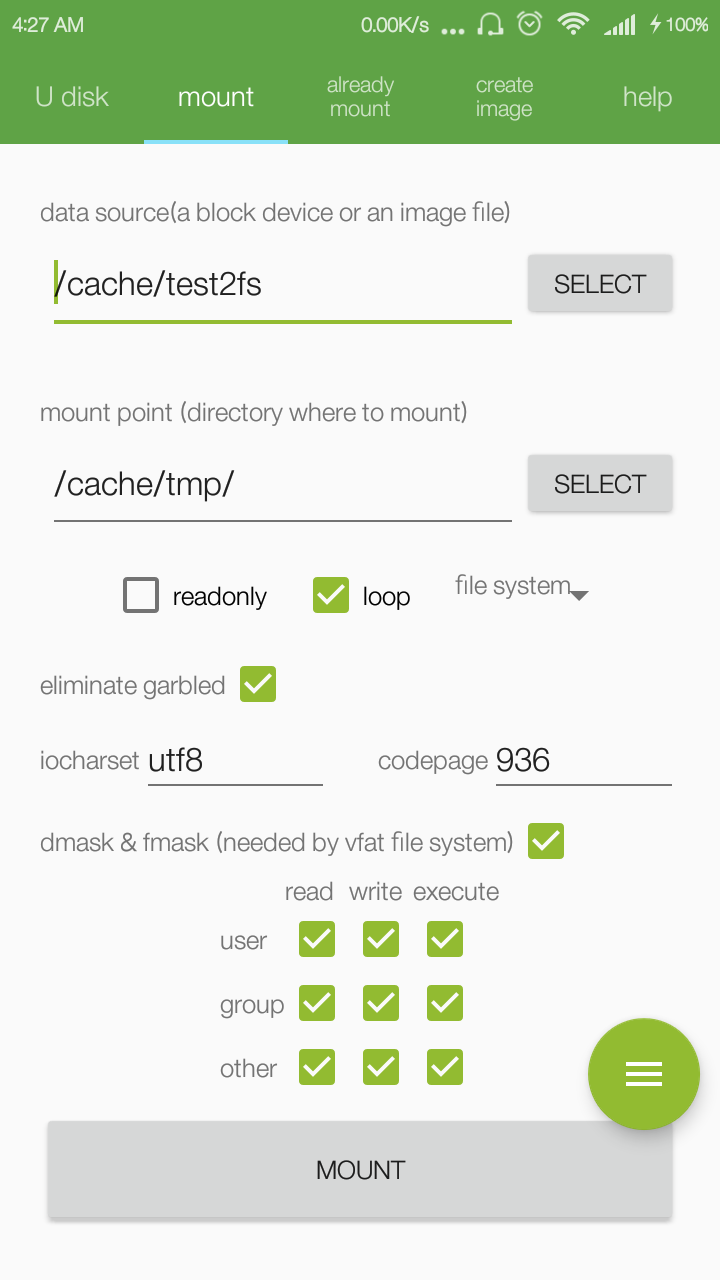 4:27 AM 0.00K/s ... 100%
U disk mount already mount create image help
data source(a block device or an image file)
/cache/test2fs SELECT
mount point (directory where to mount)
/cache/tmp/ SELECT
readonly loop file system
eliminate garbled
iocharset utf8 codepage 936
dmask & fmask (needed by vfat file system)
read write execute
user
group
other
MOUNT